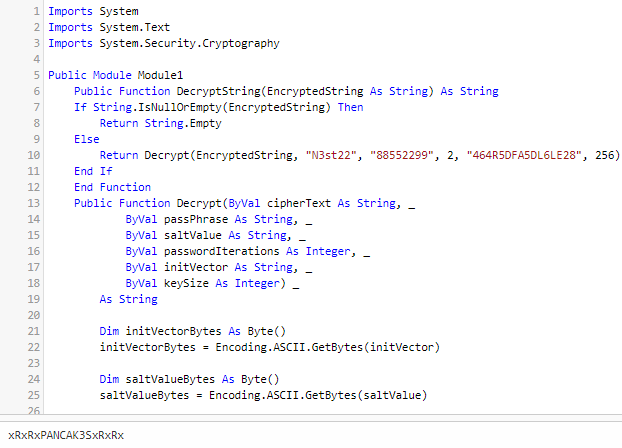 1 Imports System
2 Imports System.Text
3 Imports System.Security.Cryptography
4
5 Public Module Module1
6 Public Function DecryptString(EncryptedString As String) As String
7 If String.IsNullOrEmpty(EncryptedString) Then
8 Return String.Empty
9 Else
10 Return Decrypt(EncryptedString, "N3st22", "88552299", 2, "464R5DFA5DL6LE28", 256)
11 End If
12 End Function
13 Public Function Decrypt(ByVal cipherText As String, _
14 ByVal passPhrase As String, _
15 ByVal saltValue As String, _
16 ByVal passwordIterations As Integer, _
17 ByVal initVector As String, _
18 ByVal keySize As Integer) _
19 As String
20
21 Dim initVectorBytes As Byte()
22 initVectorBytes = Encoding.ASCII.GetBytes(initVector)
23
24 Dim saltValueBytes As Byte()
25 saltValueBytes = Encoding.ASCII.GetBytes(saltValue)
26
xRxRxPANCAK3SxRxRx